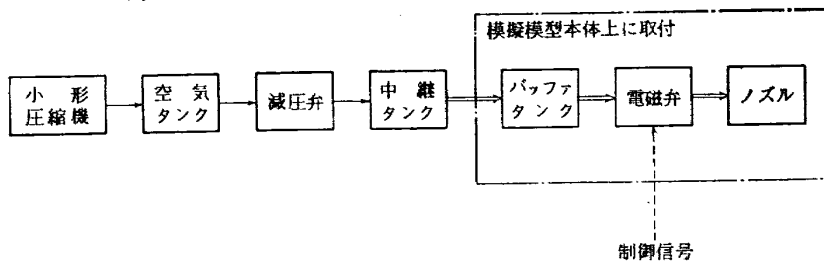 模擬模型本体上に取付
小形
圧縮機
空気
タンク
減圧弁
中継
タンク
バッファ
タンク
電磁弁
ノズル
制御信号